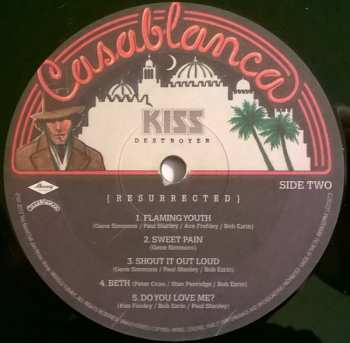 Casablanca
KISS
DESTROYER
[RESURRECTED]
SIDE TWO
1. FLAMING YOUTH
(Gene Simmons / Paul Stanley / Ace Frehley / Bob Ezrin)
2. SWEET PAIN
(Gene Simmons)
3. SHOUT IT OUT LOUD
(Gene Simmons / Paul Stanley / Bob Ezrin)
4. BETH (Peter Criss / Stan Penridge / Bob Ezrin)
5. DO YOU LOVE ME?
(Kim Fowley / Bob Ezrin / Paul Stanley)